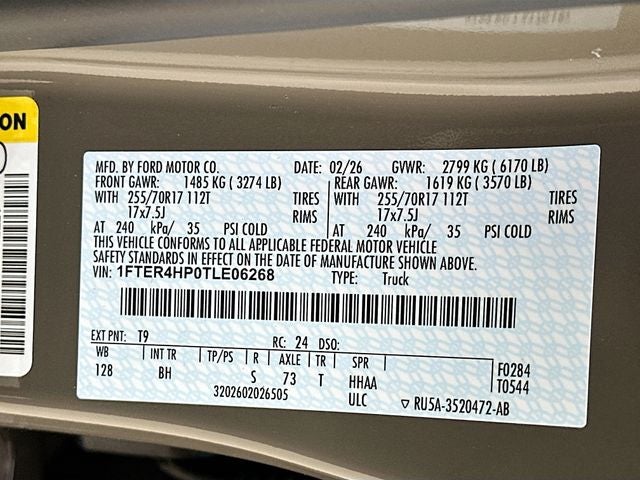 ON
MFD. BY FORD MOTOR CO. DATE: 02/26 GVWR: 2799 KG ( 6170 LB)
FRONT GAWR: 1485 KG ( 3274 LB) REAR GAWR: 1619 KG ( 3570 LB)
WITH 255/70R17 112T TIRES WITH 255/70R17 112T TIRES
17x7.5J RIMS 17x7.5J RIMS
AT 240 kPa/ 35 PSI COLD AT 240 kPa/ 35 PSI COLD
THIS VEHICLE CONFORMS TO ALL APPLICABLE FEDERAL MOTOR VEHICLE
SAFETY STANDARDS IN EFFECT ON THE DATE OF MANUFACTURE SHOWN ABOVE.
VIN: 1FTER4HP0TLE06268 TYPE: Truck
EXT PNT: T9 RC: 24 DSO:
WB INT TR TP/PS R AXLE TR SPR F0284
128 BH S 73 T HHAA T0544
3202602026505 ULC ▽ RU5A-3520472-AB